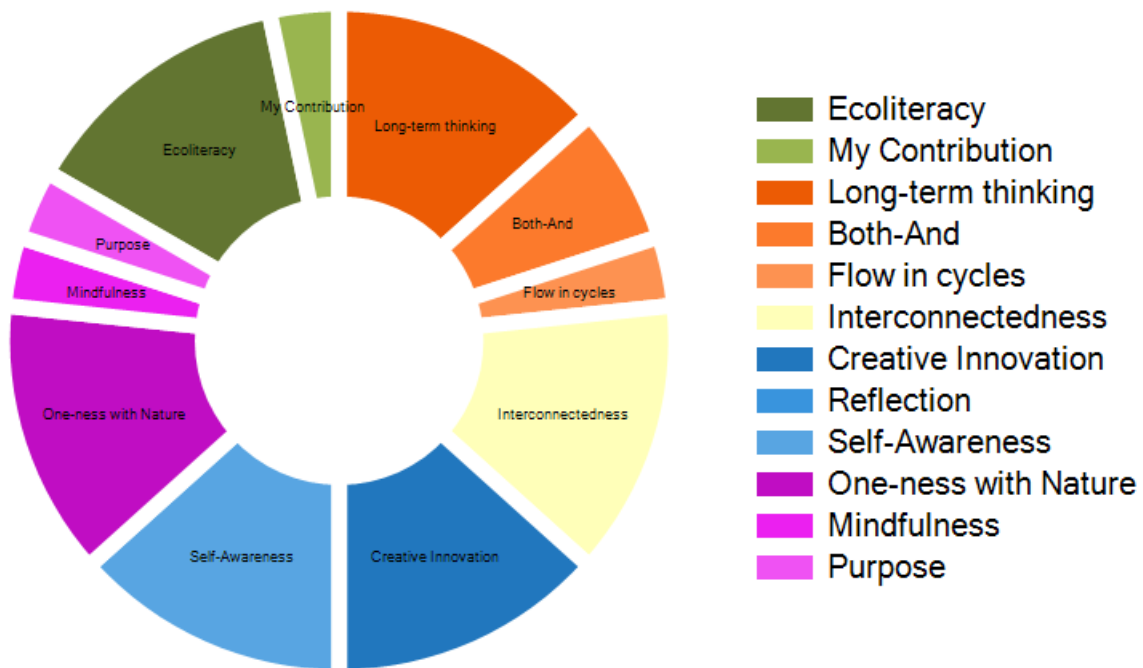 My Contribution
Long-term thinking
Ecoliteracy
Both-And
Purpose
Mindfulness
Flow in cycles
One-ness with Nature
Interconnectedness
Self-Awareness
Creative Innovation
Ecoliteracy
My Contribution
Long-term thinking
Both-And
Flow in cycles
Interconnectedness
Creative Innovation
Reflection
Self-Awareness
One-ness with Nature
Mindfulness
Purpose